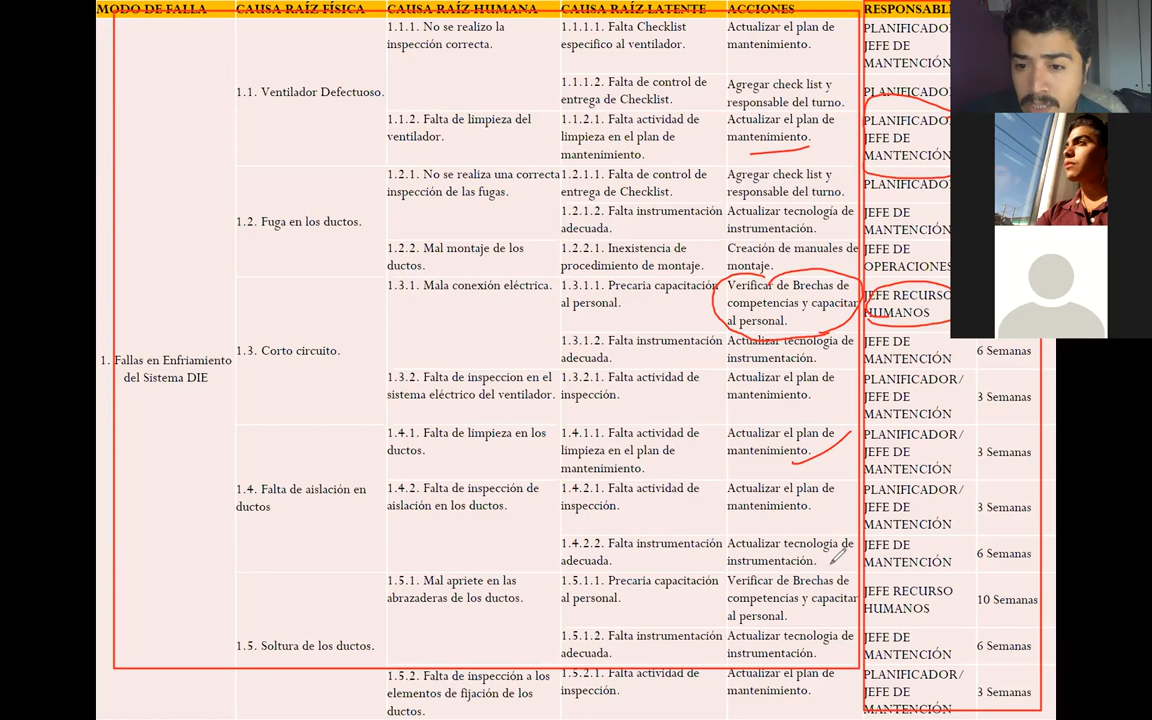 MODO DE FALLA CAUSA RAÍZ FÍSICA CAUSA RAÍZ HUMANA CAUSA RAÍZ LATENTE ACCIONES RESPONSABLE
1. Fallas en Enfriamiento
del Sistema DIE
1.1. Ventilador Defectuoso.
1.1.1. No se realizo la
inspección correcta.
1.1.1.1. Falta Checklist
especifico al ventilador.
Actualizar el plan de
mantenimiento.
PLANIFICADO
JEFE DE
MANTENCIÓN
1.1.1.2. Falta de control de
entrega de Checklist.
Agregar check list y
responsable del turno.
PLANIFICADO
1.1.2. Falta de limpieza del
ventilador.
1.1.2.1. Falta actividad de
limpieza en el plan de
mantenimiento.
Actualizar el plan de
mantenimiento.
PLANIFICADO
JEFE DE
MANTENCIÓN
1.2. Fuga en los ductos.
1.2.1. No se realiza una correcta
inspección de las fugas.
1.2.1.1. Falta de control de
entrega de Checklist.
Agregar check list y
responsable del turno.
PLANIFICADO
1.2.1.2. Falta instrumentación
adecuada.
Actualizar tecnología de
instrumentación.
JEFE DE
MANTENCIÓN
1.2.2. Mal montaje de los
ductos.
1.2.2.1. Inexistencia de
procedimiento de montaje.
Creación de manuales de
montaje.
JEFE DE
OPERACIONES
1.3. Corto circuito.
1.3.1. Mala conexión eléctrica.
1.3.1.1. Precaria capacitación
al personal.
Verificar de Brechas de
competencias y capacitar
al personal.
JEFE RECURSO
HUMANOS
1.3.1.2. Falta instrumentación
adecuada.
Actualizar tecnología de
instrumentación.
JEFE DE
MANTENCIÓN
6 Semanas
1.3.2. Falta de inspeccion en el
sistema eléctrico del ventilador.
1.3.2.1. Falta actividad de
inspección.
Actualizar el plan de
mantenimiento.
PLANIFICADOR/
JEFE DE
MANTENCIÓN
3 Semanas
1.4. Falta de aislación en
ductos
1.4.1. Falta de limpieza en los
ductos.
1.4.1.1. Falta actividad de
limpieza en el plan de
mantenimiento.
Actualizar el plan de
mantenimiento.
PLANIFICADOR/
JEFE DE
MANTENCIÓN
3 Semanas
1.4.2. Falta de inspección de
aislación en los ductos.
1.4.2.1. Falta actividad de
inspección.
Actualizar el plan de
mantenimiento.
PLANIFICADOR/
JEFE DE
MANTENCIÓN
3 Semanas
1.4.2.2. Falta instrumentación
adecuada.
Actualizar tecnología de
instrumentación.
JEFE DE
MANTENCIÓN
6 Semanas
1.5. Soltura de los ductos.
1.5.1. Mal apriete en las
abrazaderas de los ductos.
1.5.1.1. Precaria capacitación
al personal.
Verificar de Brechas de
competencias y capacitar
al personal.
JEFE RECURSO
HUMANOS
10 Semanas
1.5.1.2. Falta instrumentación
adecuada.
Actualizar tecnología de
instrumentación.
JEFE DE
MANTENCIÓN
6 Semanas
1.5.2. Falta de inspección a los
elementos de fijación de los
ductos.
1.5.2.1. Falta actividad de
inspección.
Actualizar el plan de
mantenimiento.
PLANIFICADOR/
JEFE DE
MANTENCIÓN
3 Semanas